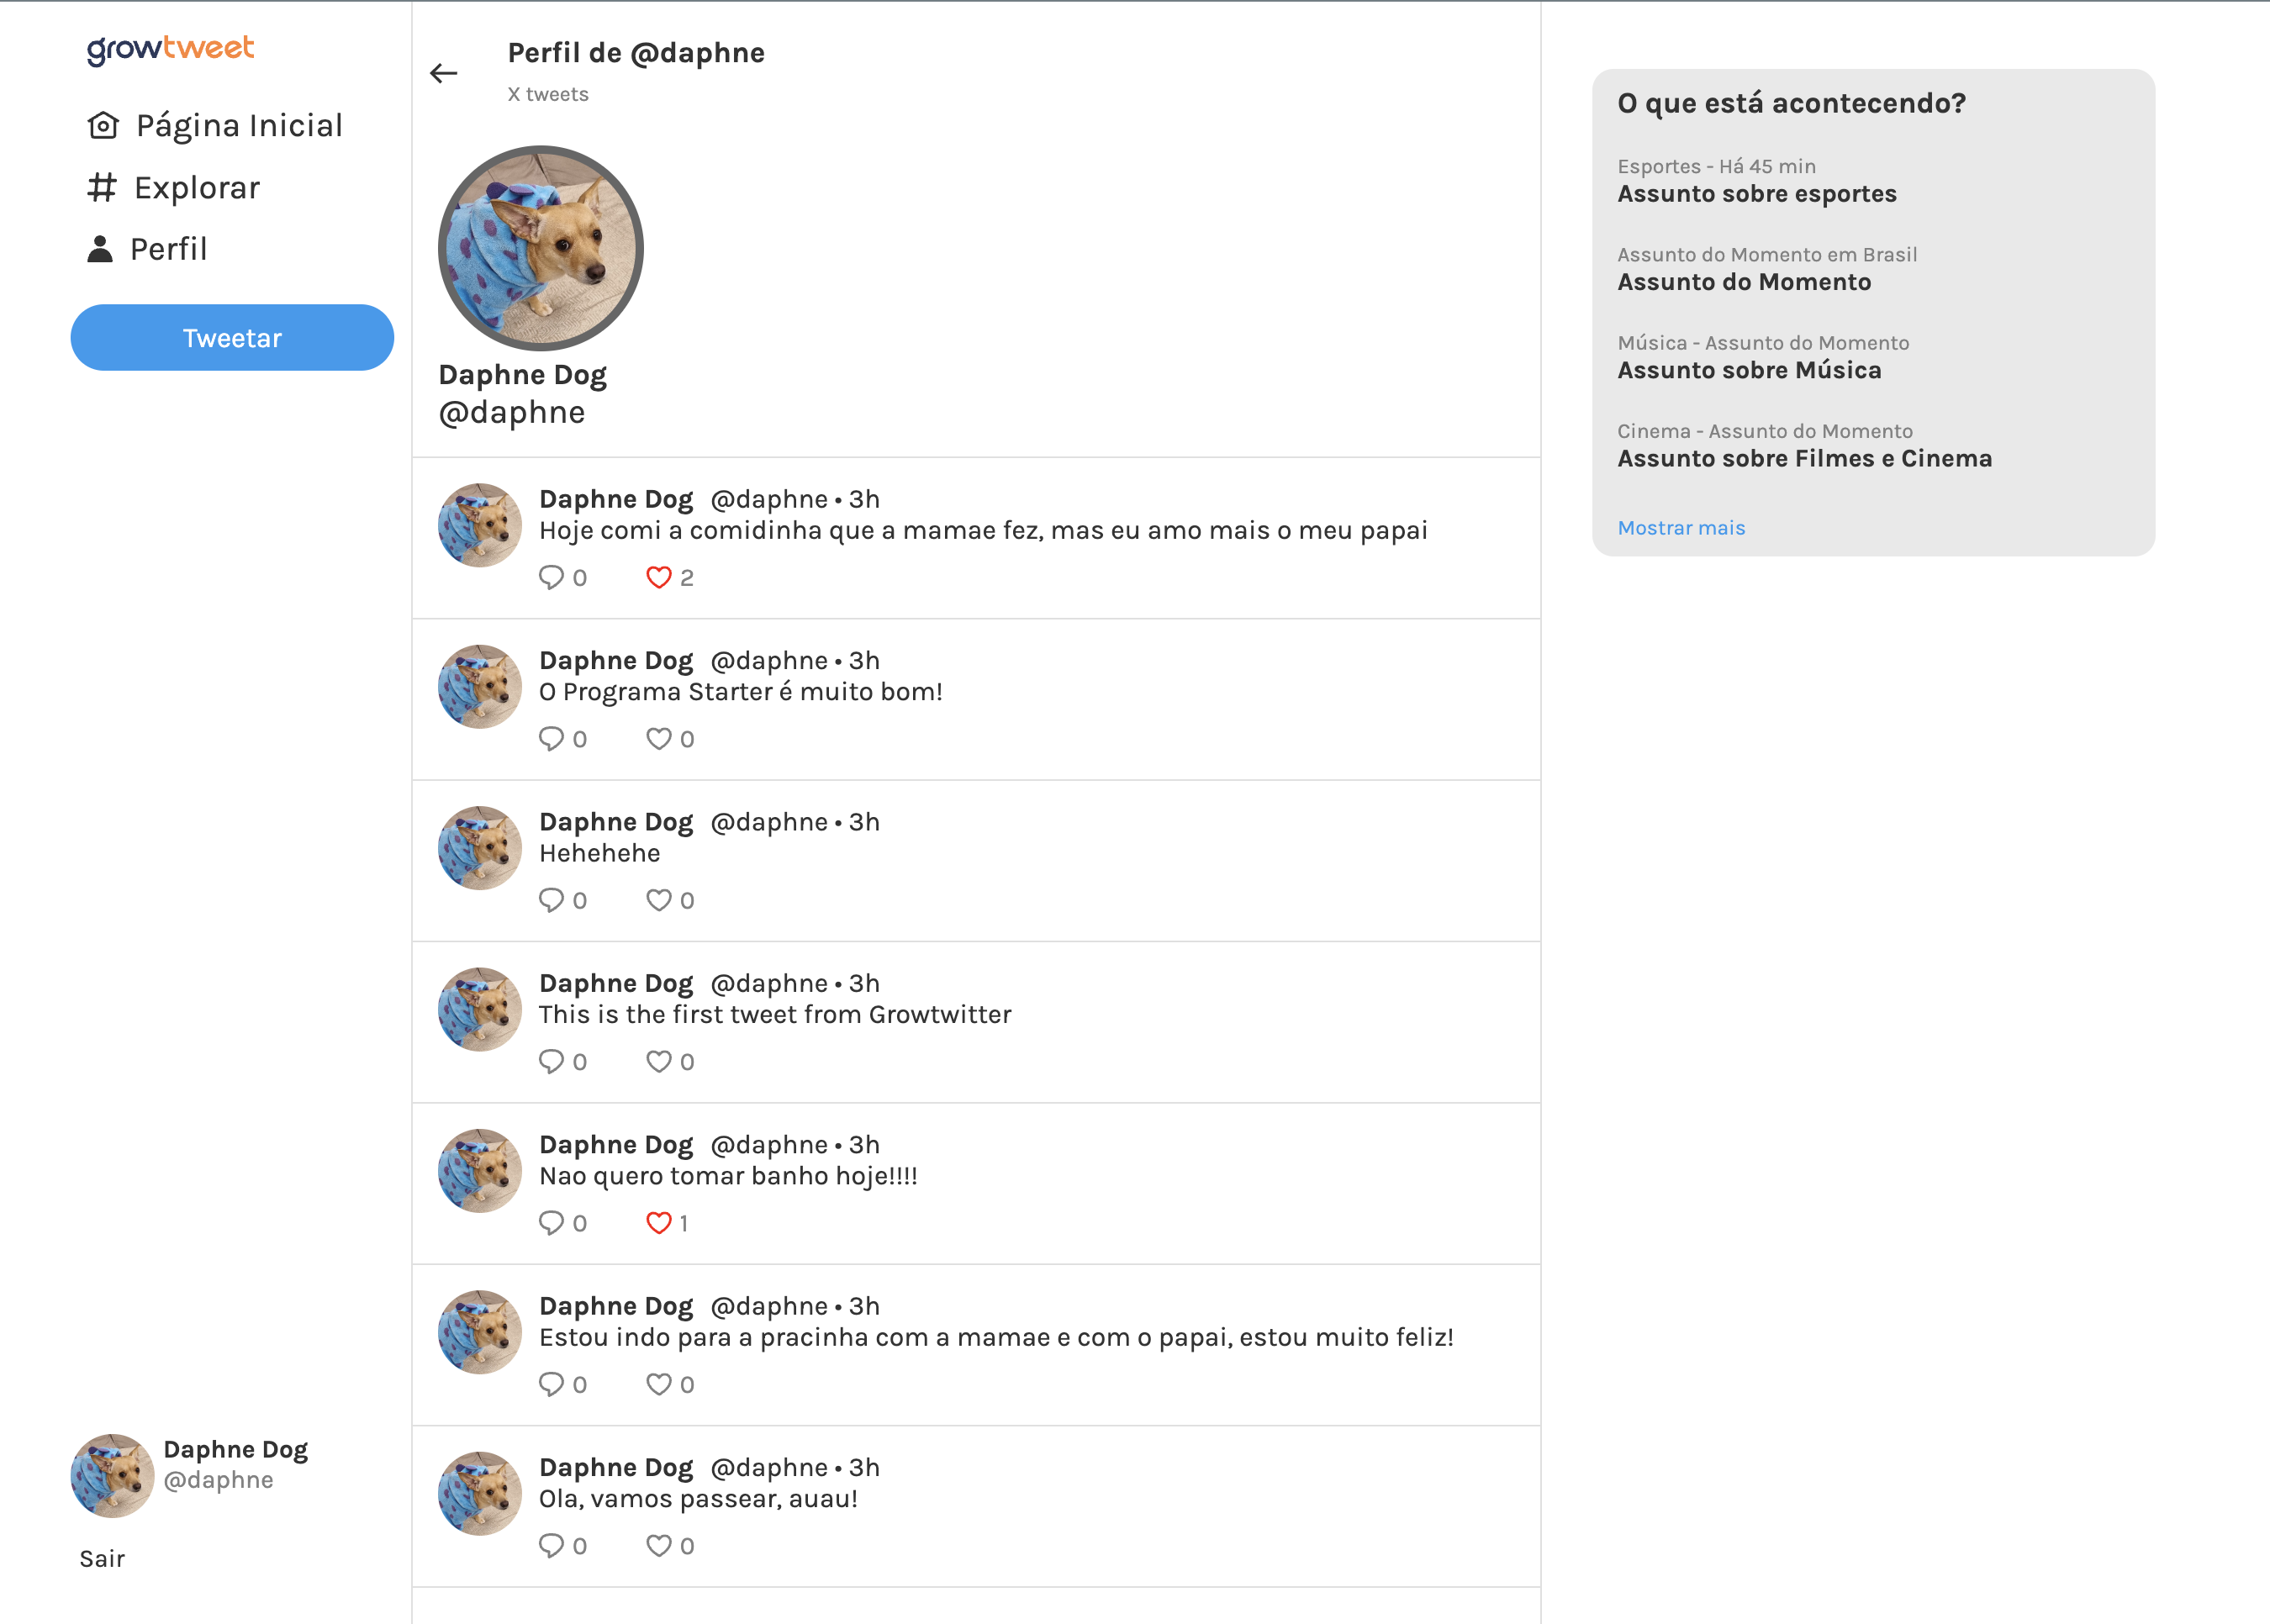 growtweet
Página Inicial
Explorar
Perfil
Tweetar
Daphne Dog
@daphne
Sair
Perfil de @daphne
X tweets
Daphne Dog
@daphne
Daphne Dog @daphne • 3h
Hoje comi a comidinha que a mamae fez, mas eu amo mais o meu papai
0 2
Daphne Dog @daphne • 3h
O Programa Starter é muito bom!
0 0
Daphne Dog @daphne • 3h
Hehehehe
0 0
Daphne Dog @daphne • 3h
This is the first tweet from Growtwitter
0 0
Daphne Dog @daphne • 3h
Nao quero tomar banho hoje!!!!
0 1
Daphne Dog @daphne • 3h
Estou indo para a pracinha com a mamae e com o papai, estou muito feliz!
0 0
Daphne Dog @daphne • 3h
Ola, vamos passear, auau!
0 0
O que está acontecendo?
Esportes - Há 45 min
Assunto sobre esportes
Assunto do Momento em Brasil
Assunto do Momento
Música - Assunto do Momento
Assunto sobre Música
Cinema - Assunto do Momento
Assunto sobre Filmes e Cinema
Mostrar mais